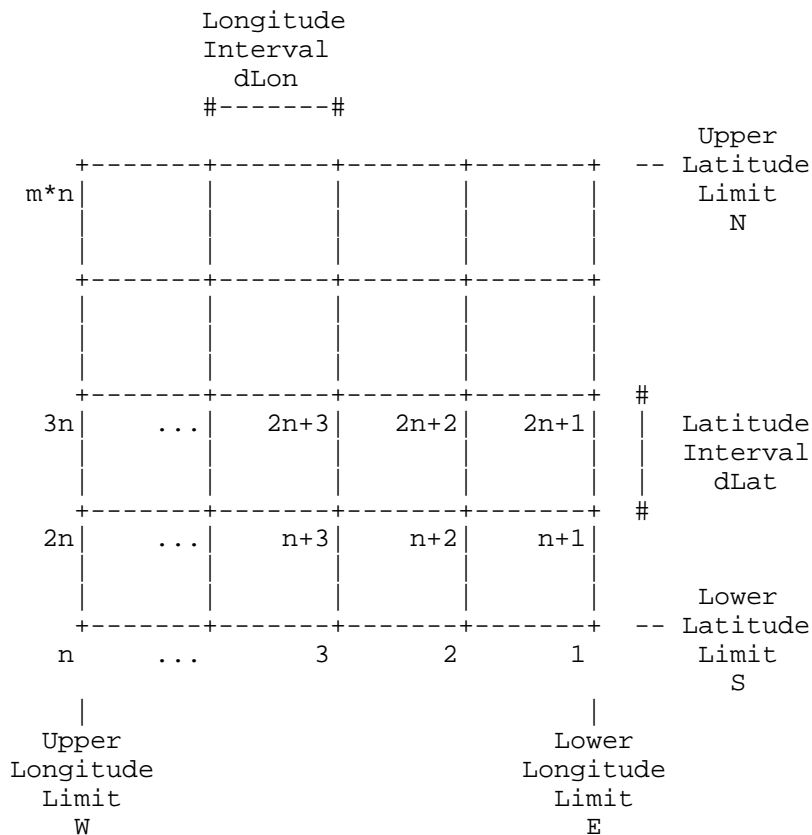 Longitude
Interval
dLon
#-------#
Upper
+-------+-------+-------+-------+ -- Latitude
m*n| | | | | Limit
| | | | | N
| | | | |
+-------+-------+-------+-------+
| | | | |
| | | | |
| | | | |
+-------+-------+-------+-------+ #
3n| ...| 2n+3| 2n+2| 2n+1| | Latitude
| | | | | | Interval
| | | | | | dLat
+-------+-------+-------+-------+ #
2n| ...| n+3| n+2| n+1|
| | | | |
| | | | | Lower
+-------+-------+-------+-------+ -- Latitude
n ... 3 2 1 Limit
S
| |
Upper Lower
Longitude Longitude
Limit Limit
W E